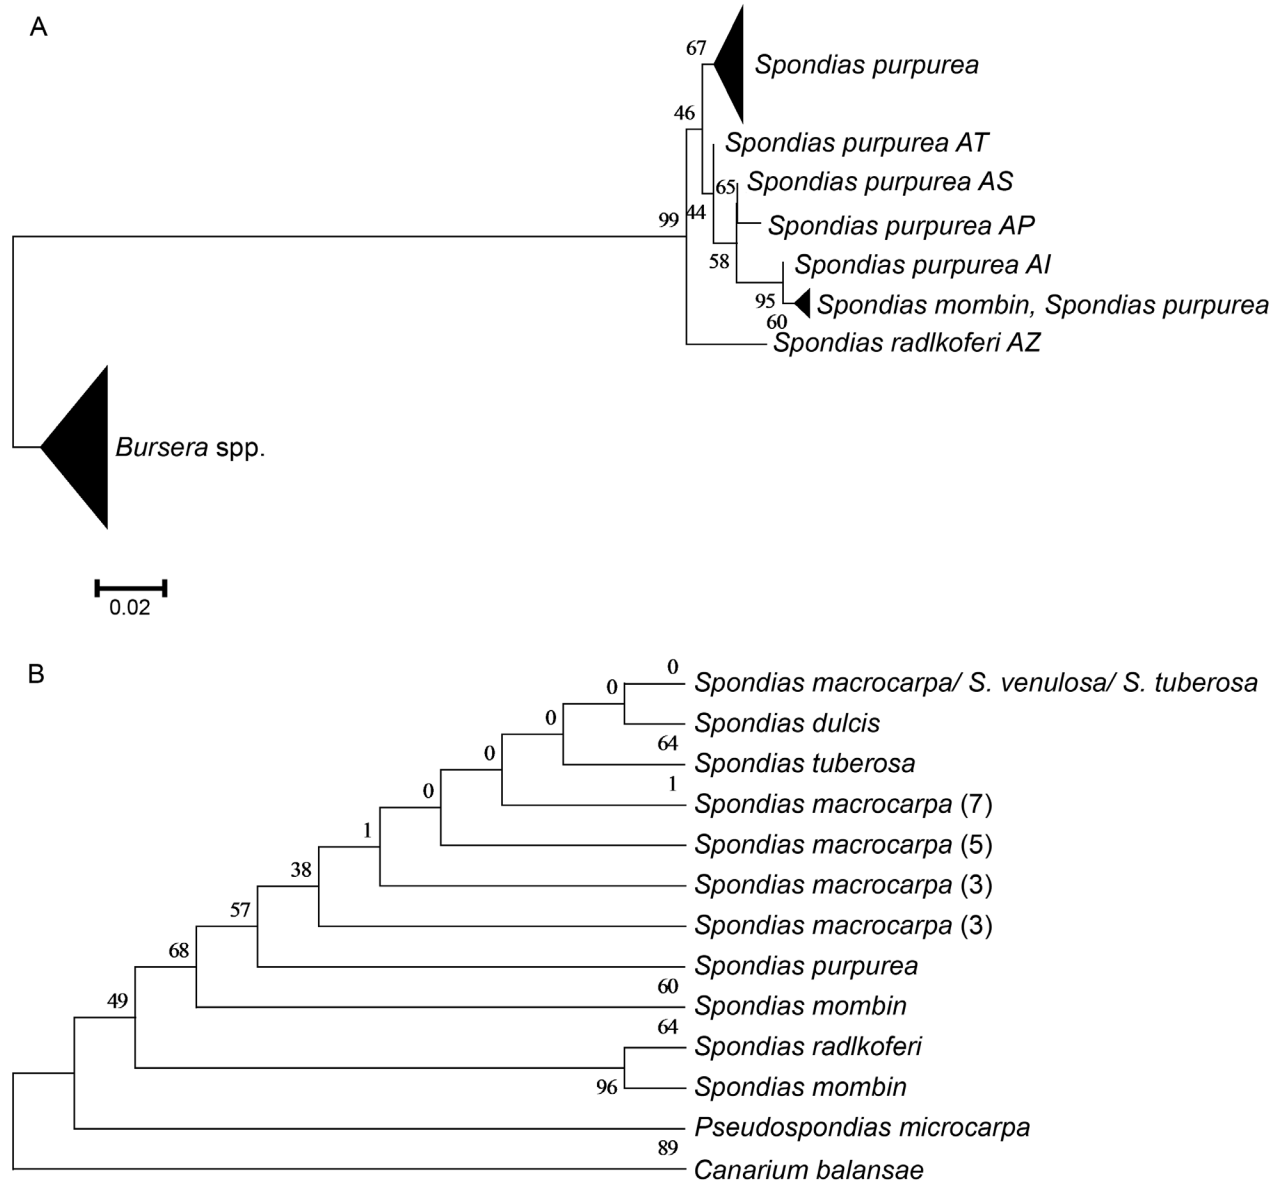 A
67
Spondias purpurea
46
Spondias purpurea AT
65
Spondias purpurea AS
99
44
Spondias purpurea AP
58
Spondias purpurea AI
95
Spondias mombin, Spondias purpurea
60
Spondias radlkoferi AZ
Bursera spp.
0.02
B
0
0
Spondias macrocarpa/ S. venulosa/ S. tuberosa
0
Spondias dulcis
64
0
Spondias tuberosa
1
0
Spondias macrocarpa (7)
1
Spondias macrocarpa (5)
38
Spondias macrocarpa (3)
57
Spondias macrocarpa (3)
68
Spondias purpurea
60
49
Spondias mombin
64
Spondias radlkoferi
96
Spondias mombin
Pseudospondias microcarpa
89
Canarium balansae